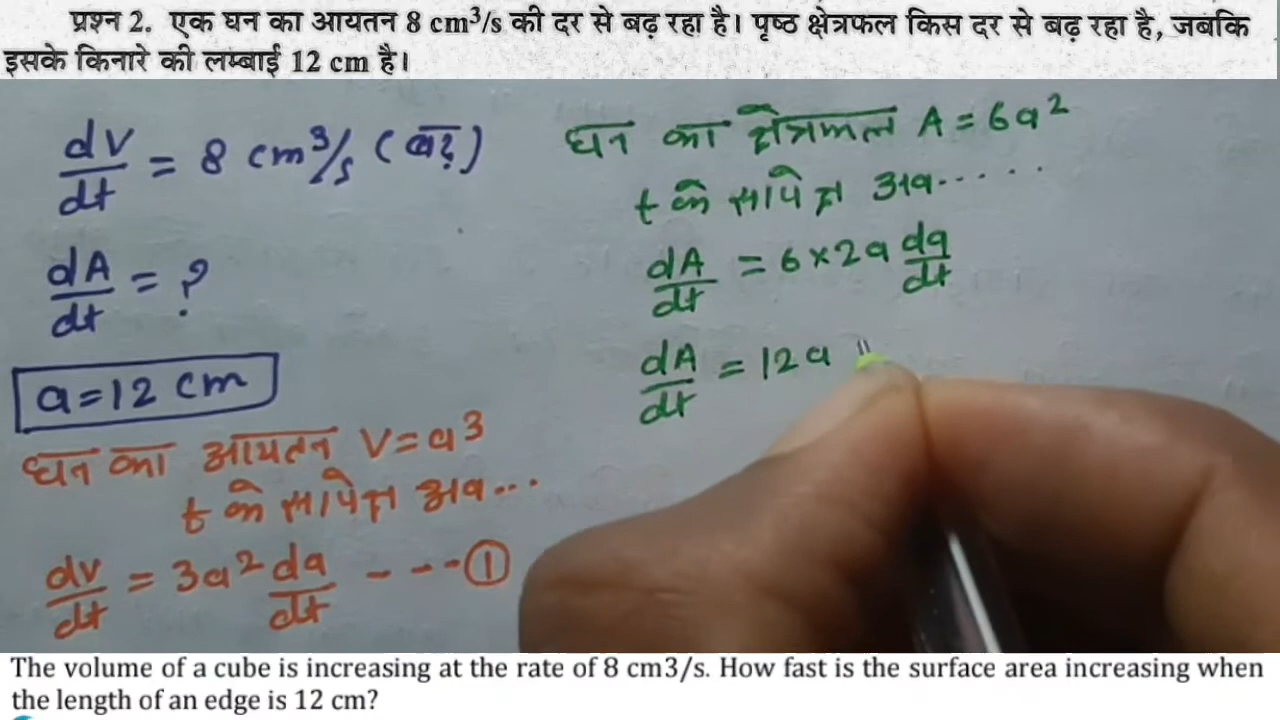 प्रश्न 2. एक घन का आयतन 8 cm³/s की दर से बढ़ रहा है। पृष्ठ क्षेत्रफल किस दर से बढ़ रहा है, जबकि
इसके किनारे की लम्बाई 12 cm है।
dv/dt = 8 cm³/s (बढ़)
dA/dt = ?
a=12 cm
घन का आयतन V=a³
t के सापेक्ष अव...
dv/dt = 3a² da/dt ---①
घन का क्षेत्रफल A=6a²
t के सापेक्ष अव......
dA/dt = 6×2a da/dt
dA/dt = 12a
The volume of a cube is increasing at the rate of 8 cm3/s. How fast is the surface area increasing when
the length of an edge is 12 cm?